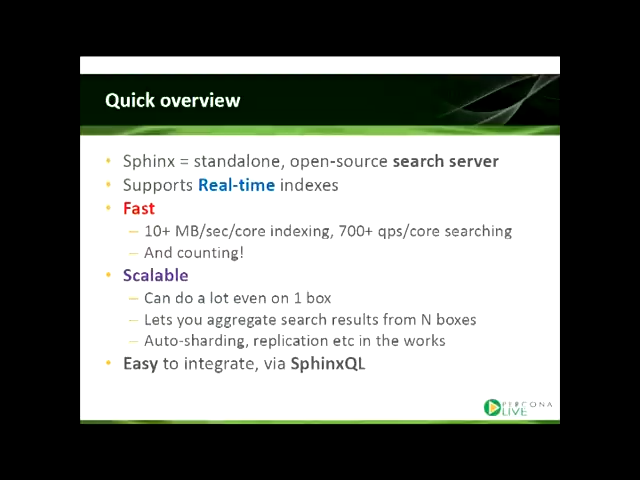 Quick overview
• Sphinx = standalone, open-source search server
• Supports Real-time indexes
• Fast
– 10+ MB/sec/core indexing, 700+ qps/core searching
– And counting!
• Scalable
– Can do a lot even on 1 box
– Lets you aggregate search results from N boxes
– Auto-sharding, replication etc in the works
• Easy to integrate, via SphinxQL
PERCONA
LIVE